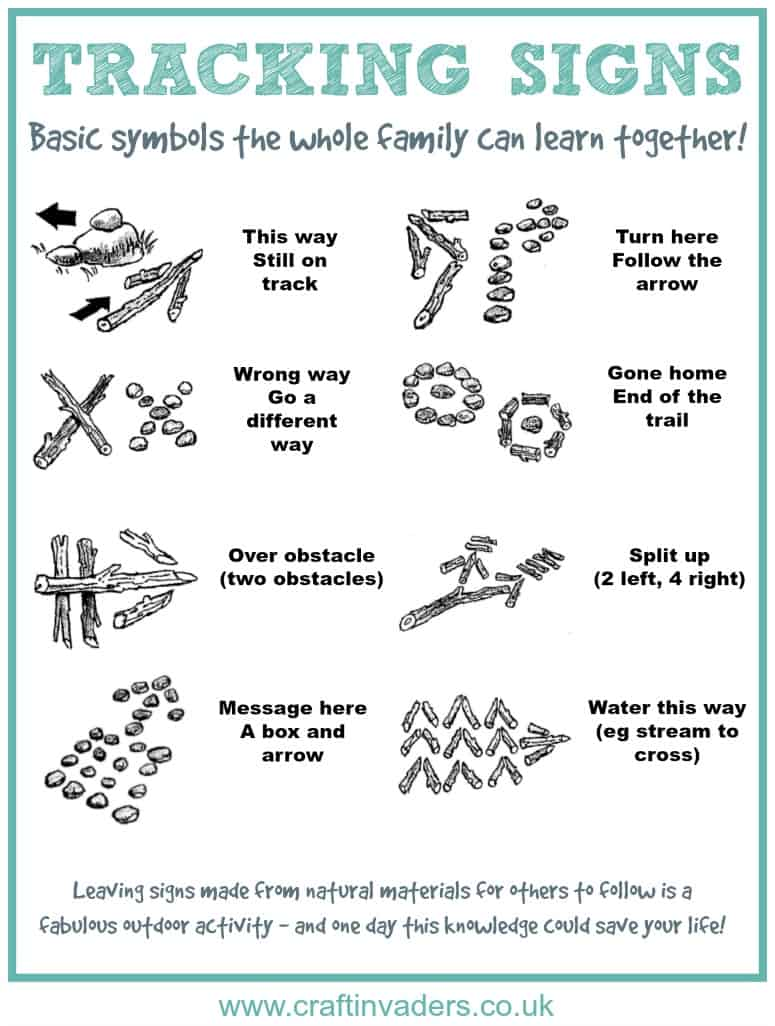 TRACKING SIGNS
Basic symbols the whole family can learn together!
This way
Still on
track
Turn here
Follow the
arrow
Wrong way
Go a
different
way
Gone home
End of the
trail
Over obstacle
(two obstacles)
Split up
(2 left, 4 right)
Message here
A box and
arrow
Water this way
(eg stream to
cross)
Leaving signs made from natural materials for others to follow is a
fabulous outdoor activity – and one day this knowledge could save your life!
www.craftinvaders.co.uk